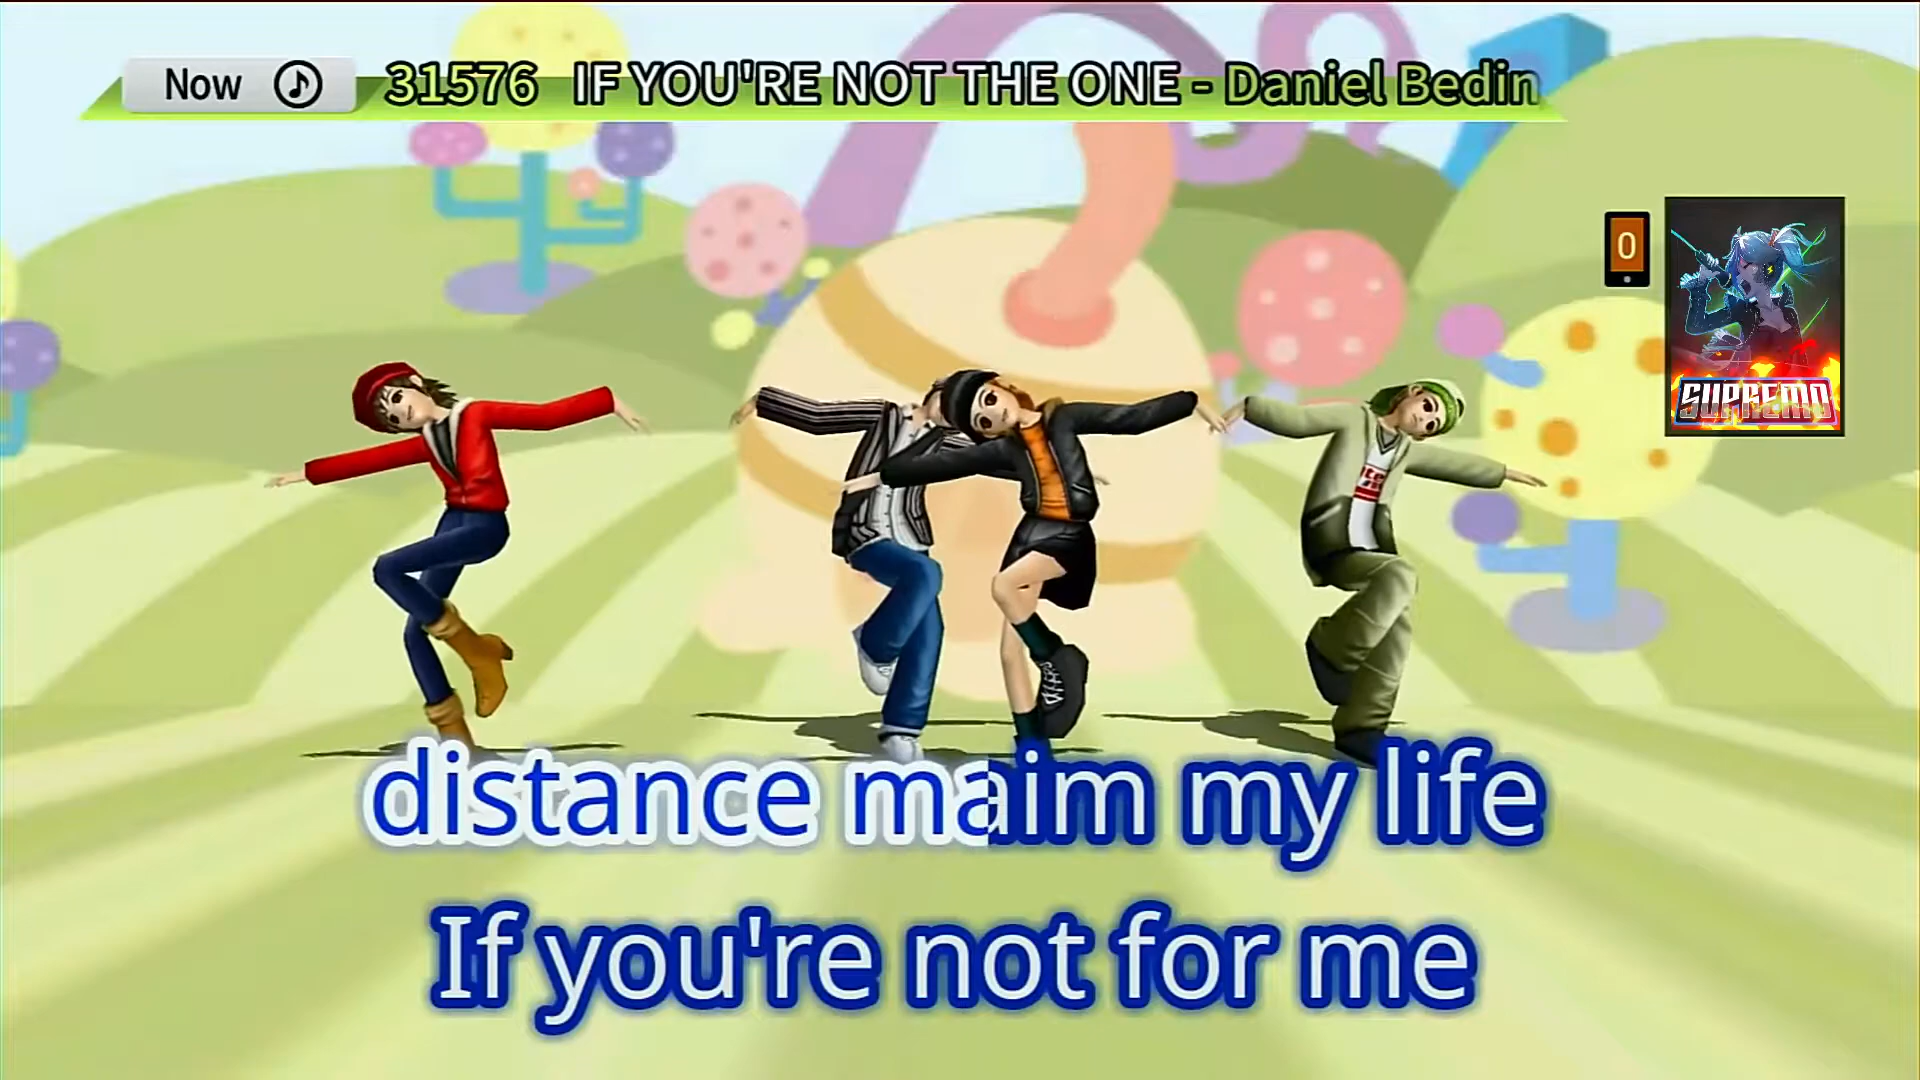 Now 31576 IF YOU'RE NOT THE ONE - Daniel Bedin
0
SUPREMO
distance maim my life
If you're not for me